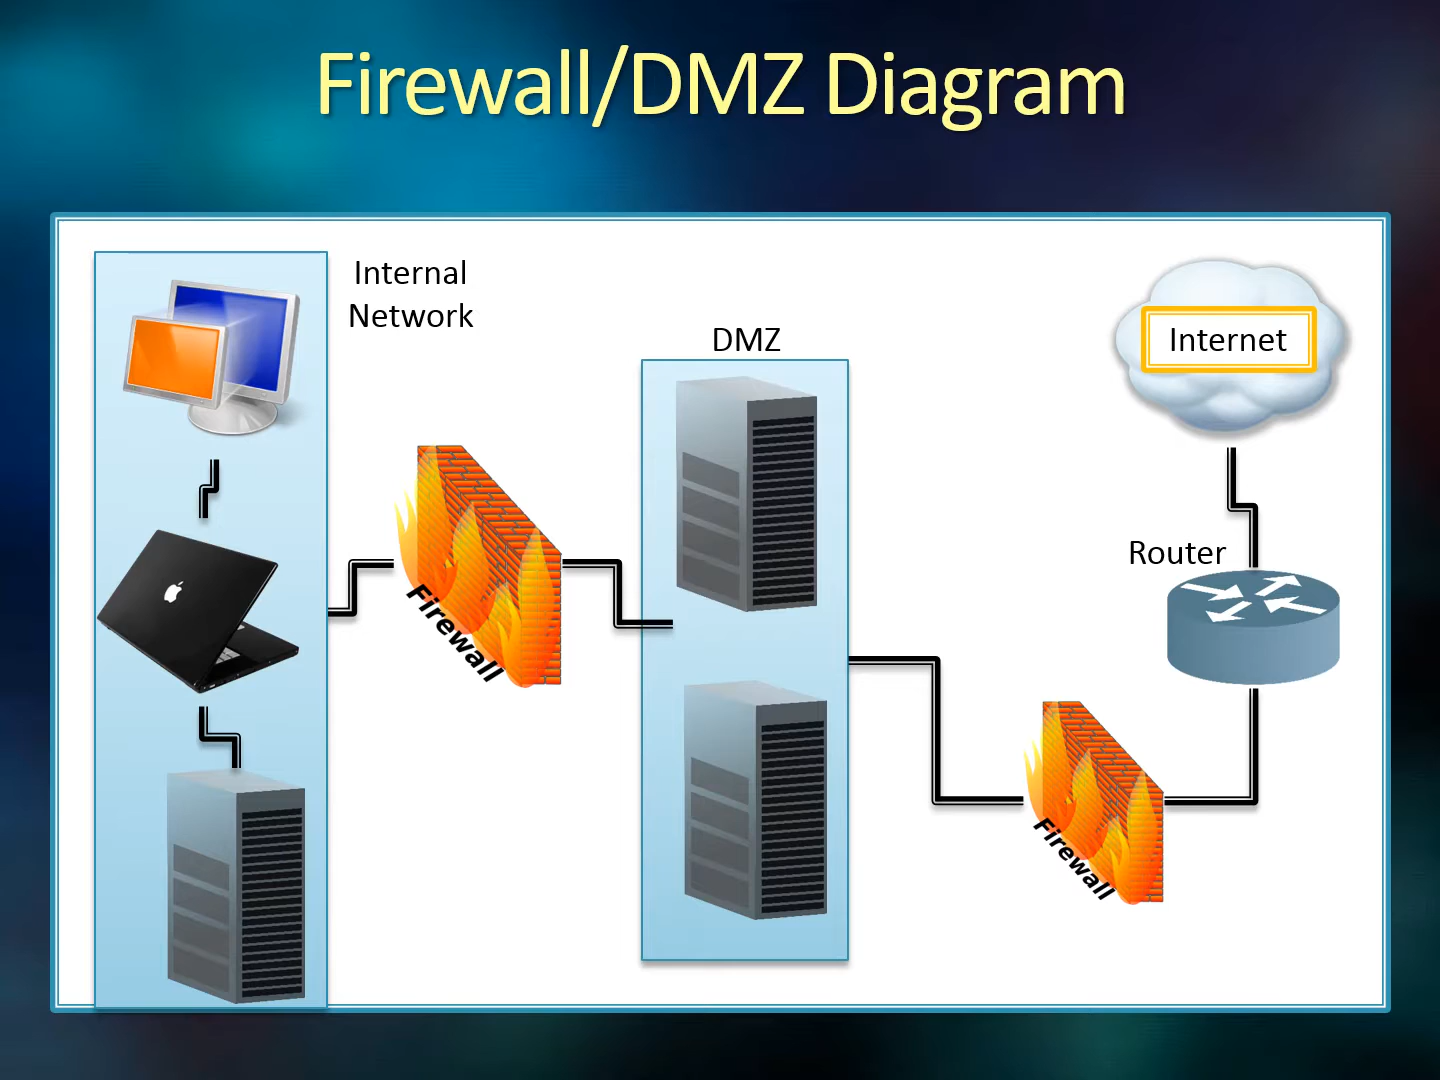 Firewall/DMZ Diagram
Internal
Network
DMZ
Internet
Router
Firewall
Firewall